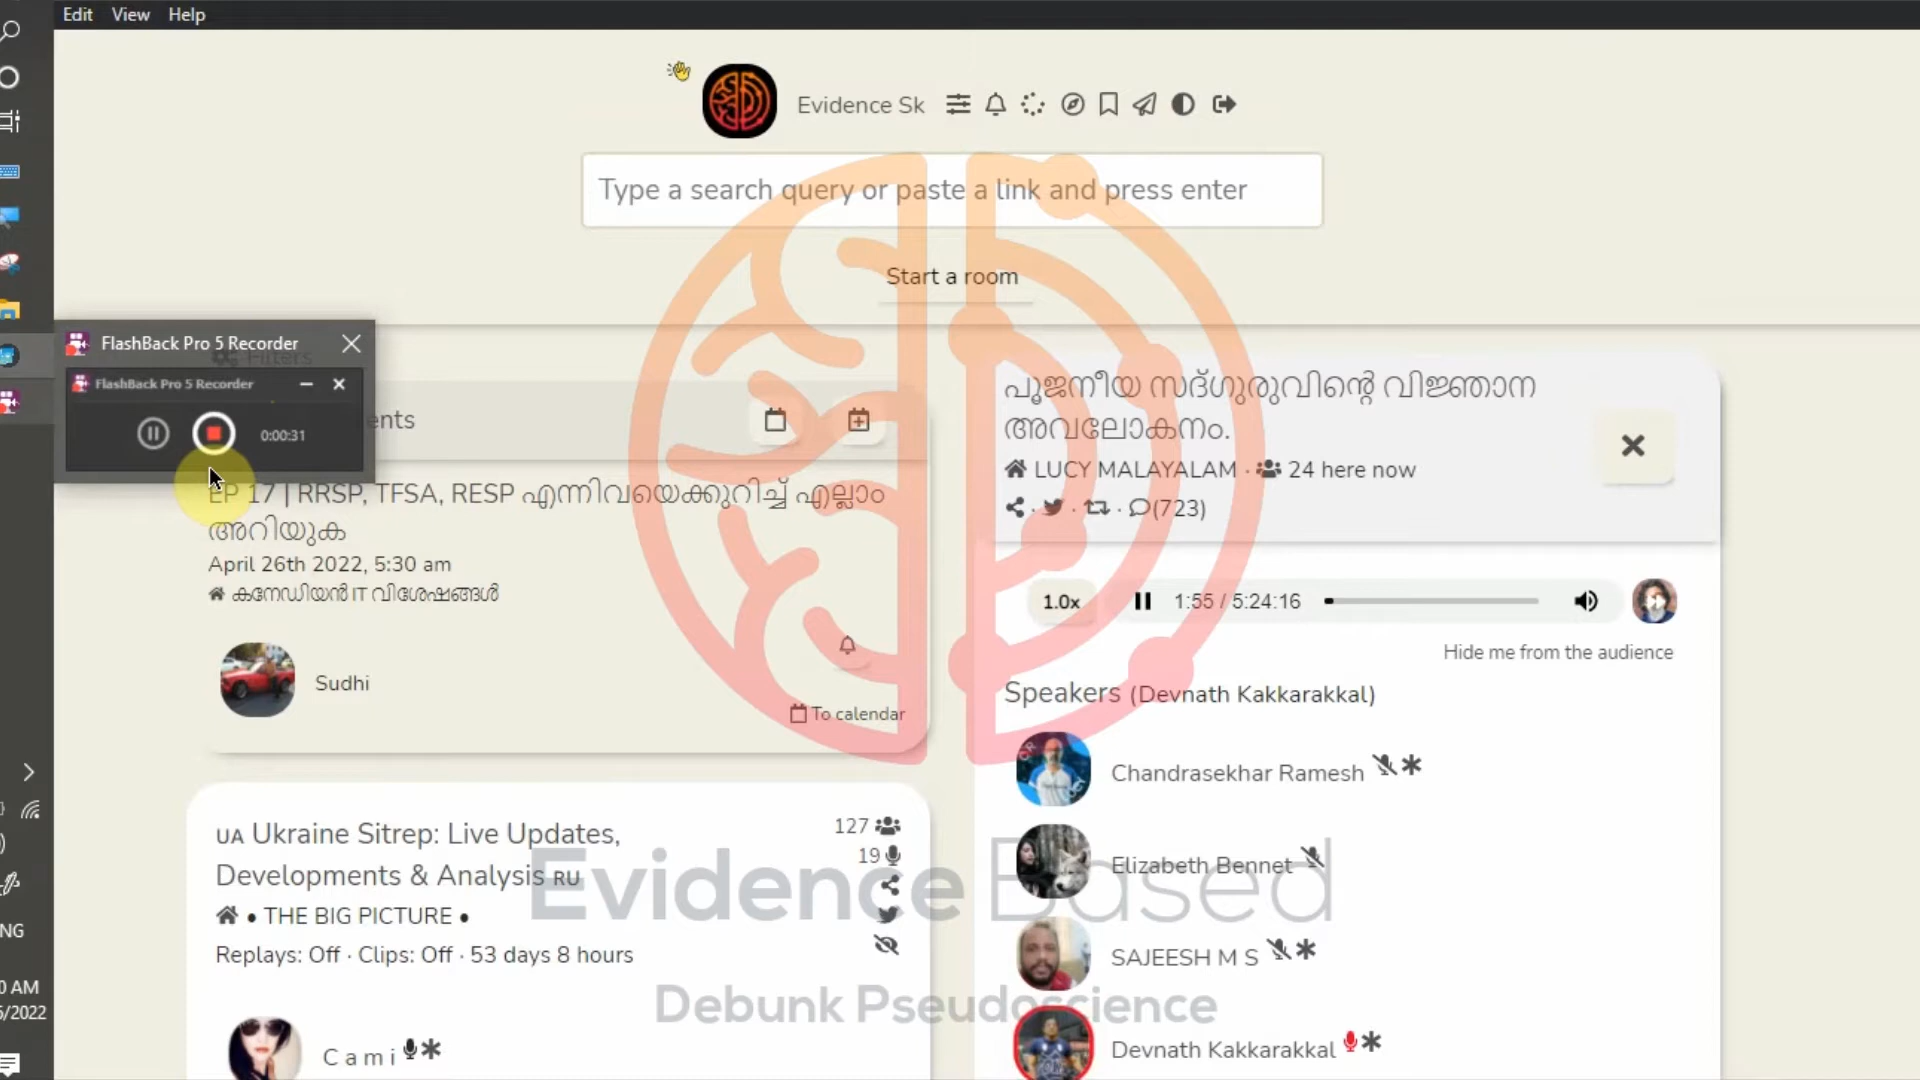 Edit View Help
Evidence Sk
Type a search query or paste a link and press enter
Start a room
FlashBack Pro 5 Recorder
Filters
FlashBack Pro 5 Recorder
0:00:31
ents
EP 17 | RRSP, TFSA, RESP എന്നിവയെക്കുറിച്ച് എല്ലാം
അറിയുക
April 26th 2022, 5:30 am
കനേഡിയൻ IT വിശേഷങ്ങൾ
Sudhi
To calendar
UA Ukraine Sitrep: Live Updates,
Developments & Analysis RU
• THE BIG PICTURE •
Replays: Off · Clips: Off · 53 days 8 hours
127
19
C a m i
പൂജനീയ സദ്ഗുരുവിന്റെ വിജ്ഞാന
അവലോകനം.
LUCY MALAYALAM · 24 here now
(723)
1.0x 1:55 / 5:24:16
Hide me from the audience
Speakers (Devnath Kakkarakkal)
Chandrasekhar Ramesh
Elizabeth Bennet
SAJEESH M S
Devnath Kakkarakkal
EvidenceBased
Debunk Pseudoscience
NG
0 AM
/2022